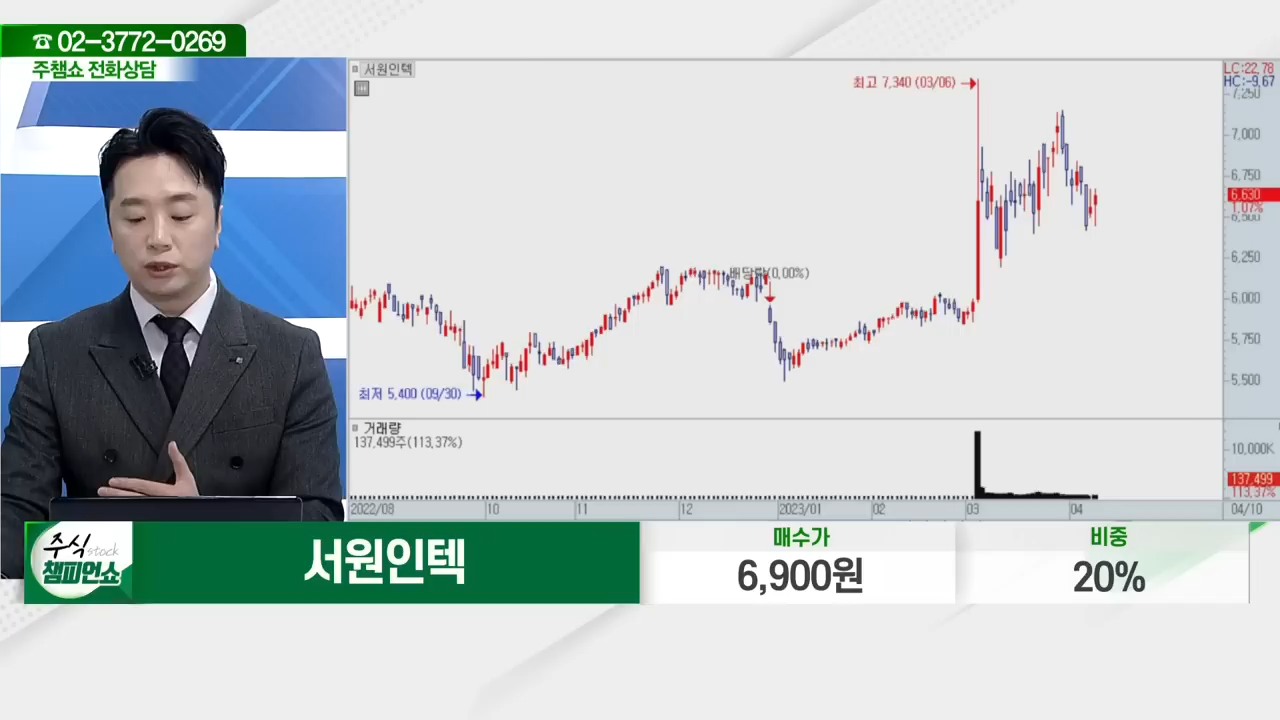 ☎ 02-3772-0269
주챔쇼 전화상담
서원인텍
최고 7,340 (03/06)
LC:22,78
HC:-9,67
7,250
7,000
6,750
6,630
1,07%
6,500
6,250
배당락(0,00%)
6,000
5,750
5,500
최저 5,400 (09/30)
거래량
137,499주(113,37%)
10,000K
137,499
113,37%
2022/08 10 11 12 2023/01 02 03 04 04/10
주식 stock
챔피언쇼
서원인텍
매수가
6,900원
비중
20%